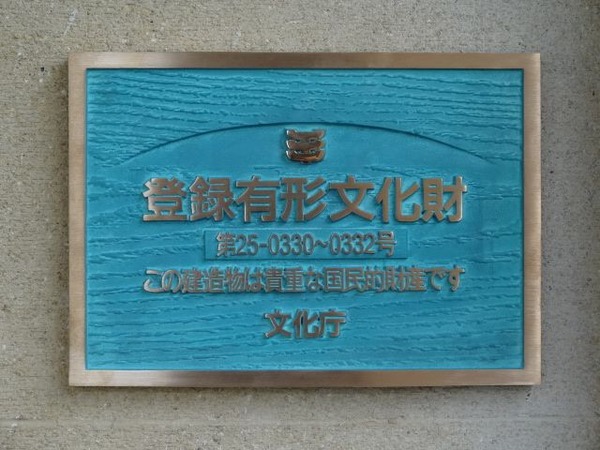 登録有形文化財
第25-0330～0332号
この建造物は貴重な国民的財産です
文化庁